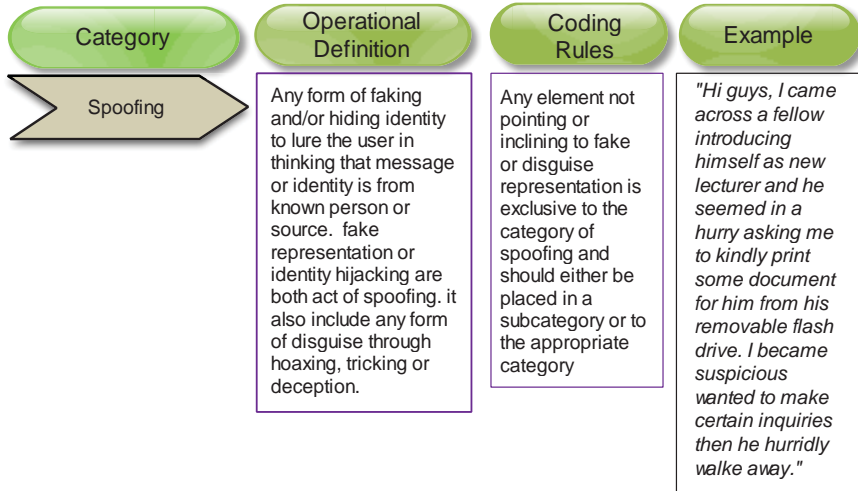 Category
Operational
Definition
Coding
Rules
Example
Spoofing
Any form of faking
and/or hiding identity
to lure the user in
thinking that message
or identity is from
known person or
source. fake
representation or
identity hijacking are
both act of spoofing. it
also include any form
of disguise through
hoaxing, tricking or
deception.
Any element not
pointing or
inclining to fake
or disguise
representation is
exclusive to the
category of
spoofing and
should either be
placed in a
subcategory or to
the appropriate
category
"Hi guys, I came
across a fellow
introducing
himself as new
lecturer and he
seemed in a
hurry asking me
to kindly print
some document
for him from his
removable flash
drive. I became
suspicious
wanted to make
certain inquiries
then he hurridly
walke away."